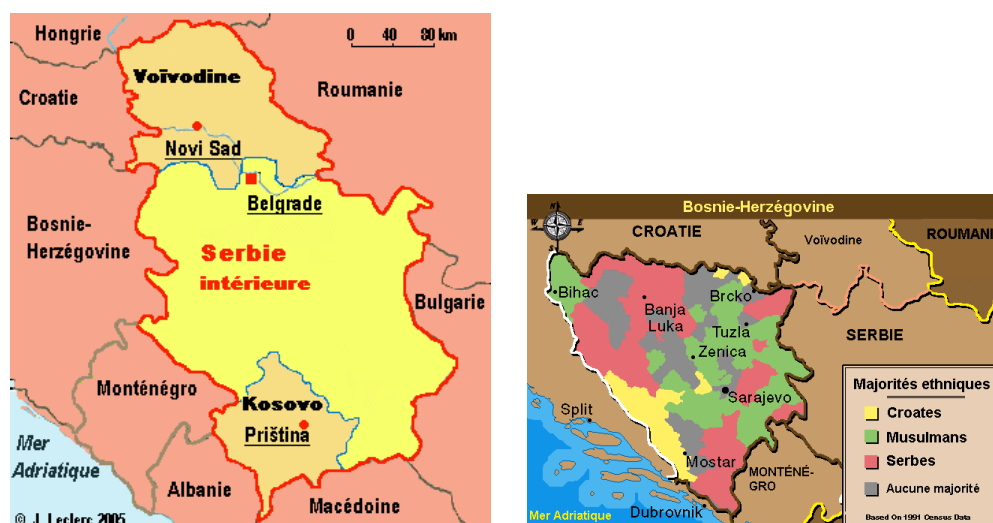 Hongrie
0 40 80 km
Voïvodine
Croatie
Roumanie
Novi Sad
Belgrade
Bosnie-
Herzégovine
Serbie
intérieure
Bulgarie
Monténégro
Kosovo
Priština
Mer
Adriatique
Albanie
Macédoine
© J. Leclerc 2005
Bosnie-Herzégovine
N
W E
S
CROATIE
Voïvodine
ROUMANI
Bihac
Banja
Luka
Brcko
Tuzla
Zenica
SERBIE
Sarajevo
Split
Mostar
MONTÉNÉ-
GRO
Dubrovnik
Mer Adriatique
Majorités ethniques
Croates
Musulmans
Serbes
Aucune majorité
Based On 1991 Census Data